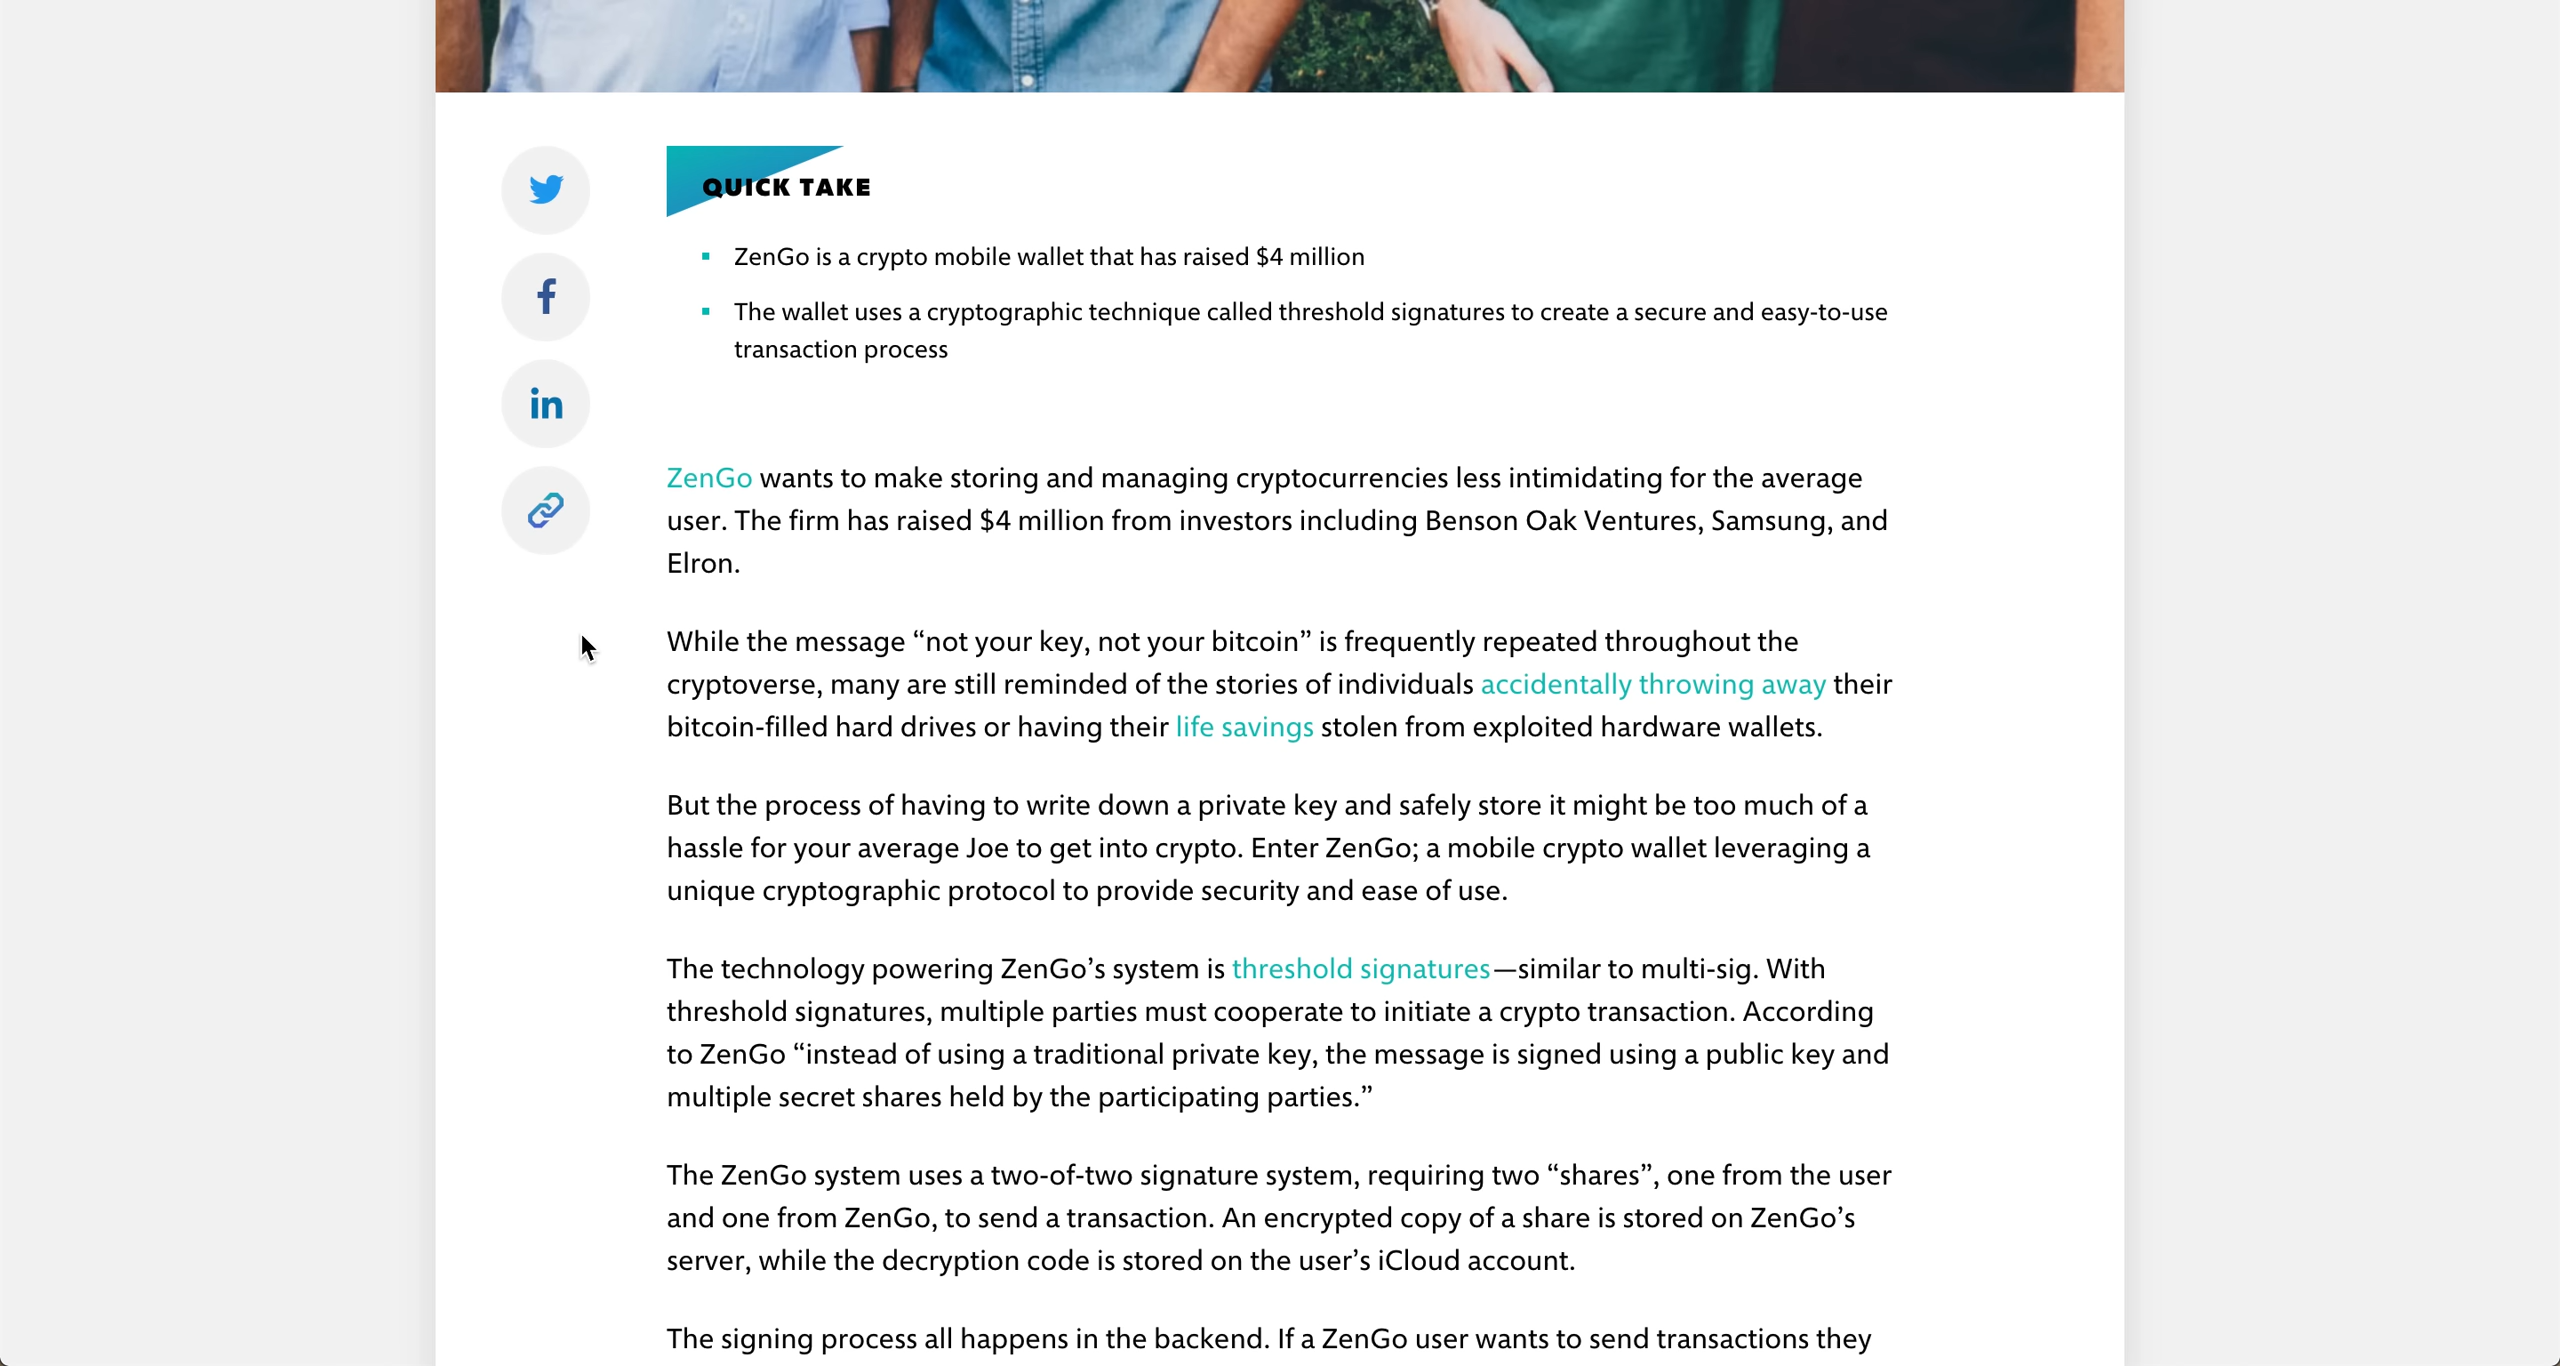 QUICK TAKE
ZenGo is a crypto mobile wallet that has raised $4 million
The wallet uses a cryptographic technique called threshold signatures to create a secure and easy-to-use
transaction process
ZenGo wants to make storing and managing cryptocurrencies less intimidating for the average
user. The firm has raised $4 million from investors including Benson Oak Ventures, Samsung, and
Elron.
While the message “not your key, not your bitcoin” is frequently repeated throughout the
cryptoverse, many are still reminded of the stories of individuals accidentally throwing away their
bitcoin-filled hard drives or having their life savings stolen from exploited hardware wallets.
But the process of having to write down a private key and safely store it might be too much of a
hassle for your average Joe to get into crypto. Enter ZenGo; a mobile crypto wallet leveraging a
unique cryptographic protocol to provide security and ease of use.
The technology powering ZenGo’s system is threshold signatures—similar to multi-sig. With
threshold signatures, multiple parties must cooperate to initiate a crypto transaction. According
to ZenGo “instead of using a traditional private key, the message is signed using a public key and
multiple secret shares held by the participating parties.”
The ZenGo system uses a two-of-two signature system, requiring two “shares”, one from the user
and one from ZenGo, to send a transaction. An encrypted copy of a share is stored on ZenGo’s
server, while the decryption code is stored on the user’s iCloud account.
The signing process all happens in the backend. If a ZenGo user wants to send transactions they